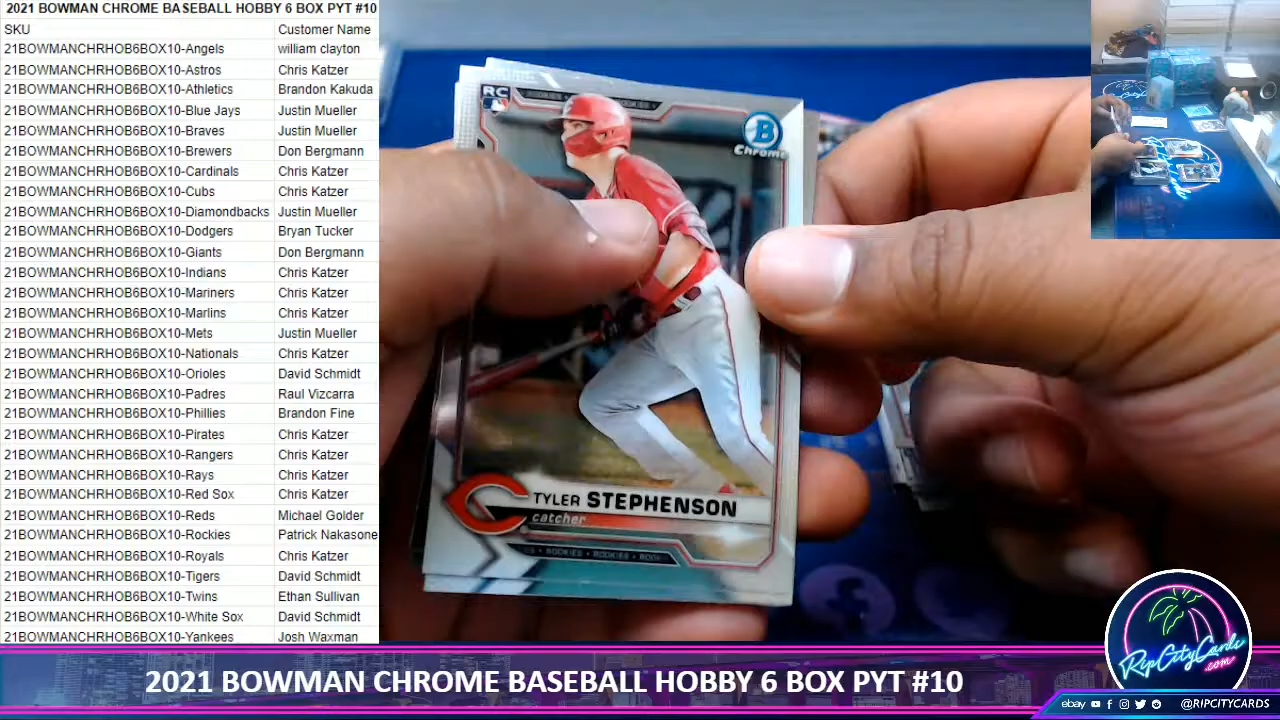 2021 BOWMAN CHROME BASEBALL HOBBY 6 BOX PYT #10
SKU Customer Name
21BOWMANCHRHOB6BOX10-Angels william clayton
21BOWMANCHRHOB6BOX10-Astros Chris Katzer
21BOWMANCHRHOB6BOX10-Athletics Brandon Kakuda
21BOWMANCHRHOB6BOX10-Blue Jays Justin Mueller
21BOWMANCHRHOB6BOX10-Braves Justin Mueller
21BOWMANCHRHOB6BOX10-Brewers Don Bergmann
21BOWMANCHRHOB6BOX10-Cardinals Chris Katzer
21BOWMANCHRHOB6BOX10-Cubs Chris Katzer
21BOWMANCHRHOB6BOX10-Diamondbacks Justin Mueller
21BOWMANCHRHOB6BOX10-Dodgers Bryan Tucker
21BOWMANCHRHOB6BOX10-Giants Don Bergmann
21BOWMANCHRHOB6BOX10-Indians Chris Katzer
21BOWMANCHRHOB6BOX10-Mariners Chris Katzer
21BOWMANCHRHOB6BOX10-Marlins Chris Katzer
21BOWMANCHRHOB6BOX10-Mets Justin Mueller
21BOWMANCHRHOB6BOX10-Nationals Chris Katzer
21BOWMANCHRHOB6BOX10-Orioles David Schmidt
21BOWMANCHRHOB6BOX10-Padres Raul Vizcarra
21BOWMANCHRHOB6BOX10-Phillies Brandon Fine
21BOWMANCHRHOB6BOX10-Pirates Chris Katzer
21BOWMANCHRHOB6BOX10-Rangers Chris Katzer
21BOWMANCHRHOB6BOX10-Rays Chris Katzer
21BOWMANCHRHOB6BOX10-Red Sox Chris Katzer
21BOWMANCHRHOB6BOX10-Reds Michael Golder
21BOWMANCHRHOB6BOX10-Rockies Patrick Nakasone
21BOWMANCHRHOB6BOX10-Royals Chris Katzer
21BOWMANCHRHOB6BOX10-Tigers David Schmidt
21BOWMANCHRHOB6BOX10-Twins Ethan Sullivan
21BOWMANCHRHOB6BOX10-White Sox David Schmidt
21BOWMANCHRHOB6BOX10-Yankees Josh Waxman
RC
B
Chrome
TYLER STEPHENSON
catcher
ROOKIES • ROOKIES
RipCityCards
.com
2021 BOWMAN CHROME BASEBALL HOBBY 6 BOX PYT #10
ebay @RIPCITYCARDS